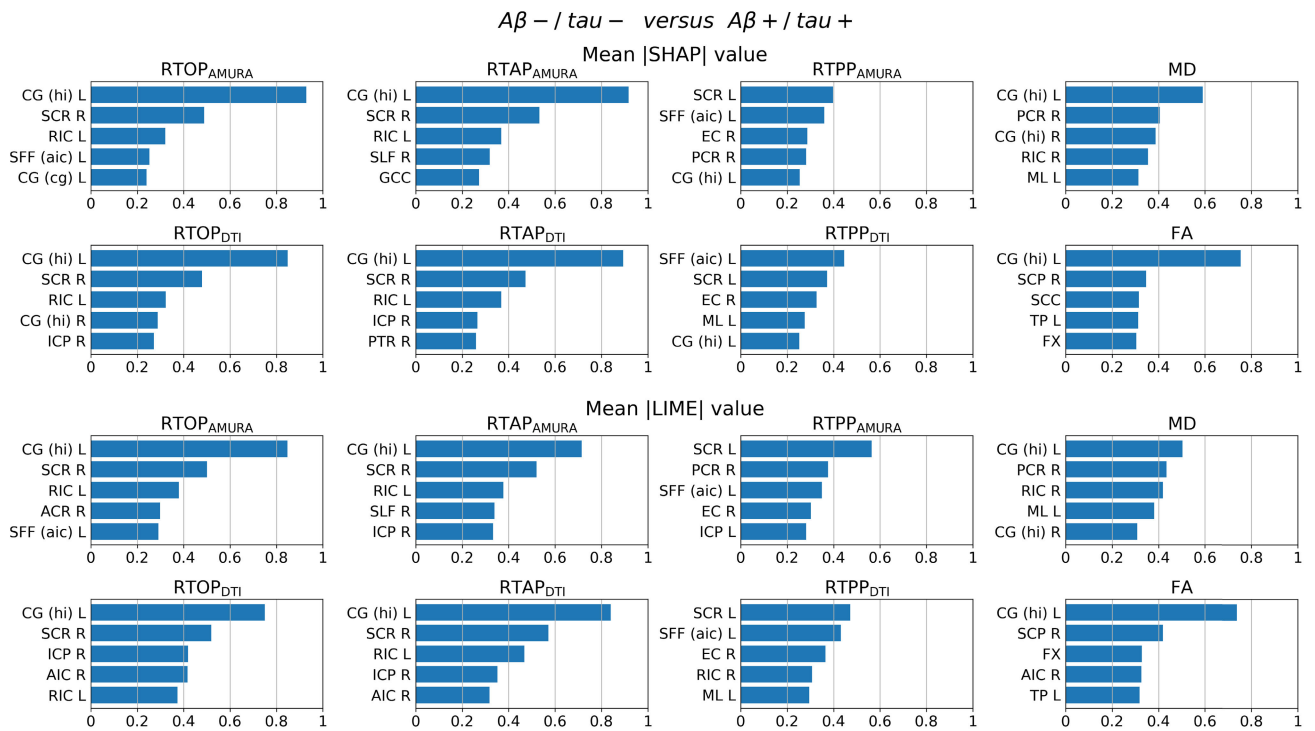 Aβ − / tau − versus Aβ + / tau +
Mean |SHAP| value
RTOP_AMURA
CG (hi) L
SCR R
RIC L
SFF (aic) L
CG (cg) L
0 0.2 0.4 0.6 0.8 1
RTAP_AMURA
CG (hi) L
SCR R
RIC L
SLF R
GCC
0 0.2 0.4 0.6 0.8 1
RTPP_AMURA
SCR L
SFF (aic) L
EC R
PCR R
CG (hi) L
0 0.2 0.4 0.6 0.8 1
MD
CG (hi) L
PCR R
CG (hi) R
RIC R
ML L
0 0.2 0.4 0.6 0.8 1
RTOP_DTI
CG (hi) L
SCR R
RIC L
CG (hi) R
ICP R
0 0.2 0.4 0.6 0.8 1
RTAP_DTI
CG (hi) L
SCR R
RIC L
ICP R
PTR R
0 0.2 0.4 0.6 0.8 1
RTPP_DTI
SFF (aic) L
SCR L
EC R
ML L
CG (hi) L
0 0.2 0.4 0.6 0.8 1
FA
CG (hi) L
SCP R
SCC
TP L
FX
0 0.2 0.4 0.6 0.8 1
Mean |LIME| value
RTOP_AMURA
CG (hi) L
SCR R
RIC L
ACR R
SFF (aic) L
0 0.2 0.4 0.6 0.8 1
RTAP_AMURA
CG (hi) L
SCR R
RIC L
SLF R
ICP R
0 0.2 0.4 0.6 0.8 1
RTPP_AMURA
SCR L
PCR R
SFF (aic) L
EC R
ICP L
0 0.2 0.4 0.6 0.8 1
MD
CG (hi) L
PCR R
RIC R
ML L
CG (hi) R
0 0.2 0.4 0.6 0.8 1
RTOP_DTI
CG (hi) L
SCR R
ICP R
AIC R
RIC L
0 0.2 0.4 0.6 0.8 1
RTAP_DTI
CG (hi) L
SCR R
RIC L
ICP R
AIC R
0 0.2 0.4 0.6 0.8 1
RTPP_DTI
SCR L
SFF (aic) L
EC R
RIC R
ML L
0 0.2 0.4 0.6 0.8 1
FA
CG (hi) L
SCP R
FX
AIC R
TP L
0 0.2 0.4 0.6 0.8 1